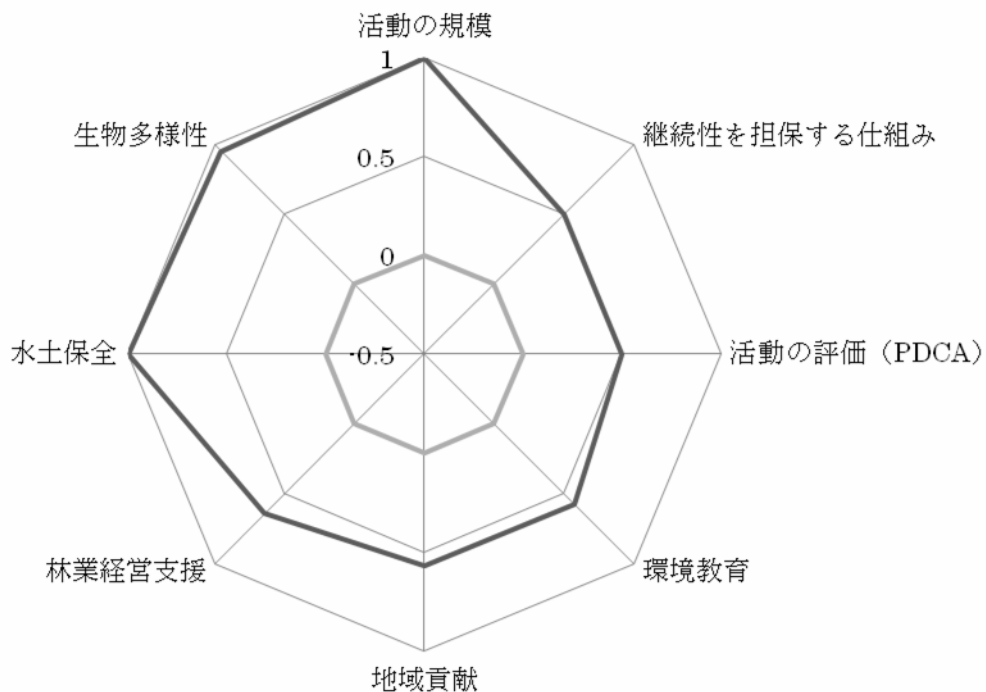 活動の規模
1
生物多様性
継続性を担保する仕組み
0.5
0
水土保全
-0.5
活動の評価（PDCA）
林業経営支援
環境教育
地域貢献